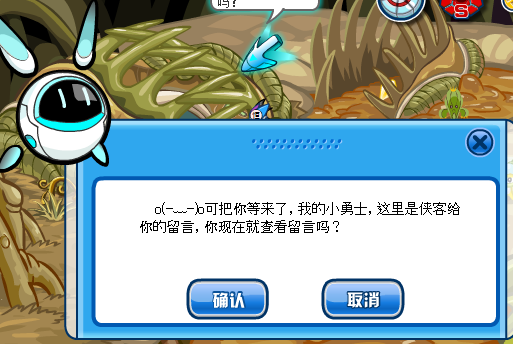 吗？
S
o(-﹏-)o可把你等来了，我的小勇士，这里是侠客给
你的留言，你现在就查看留言吗？
确认
取消